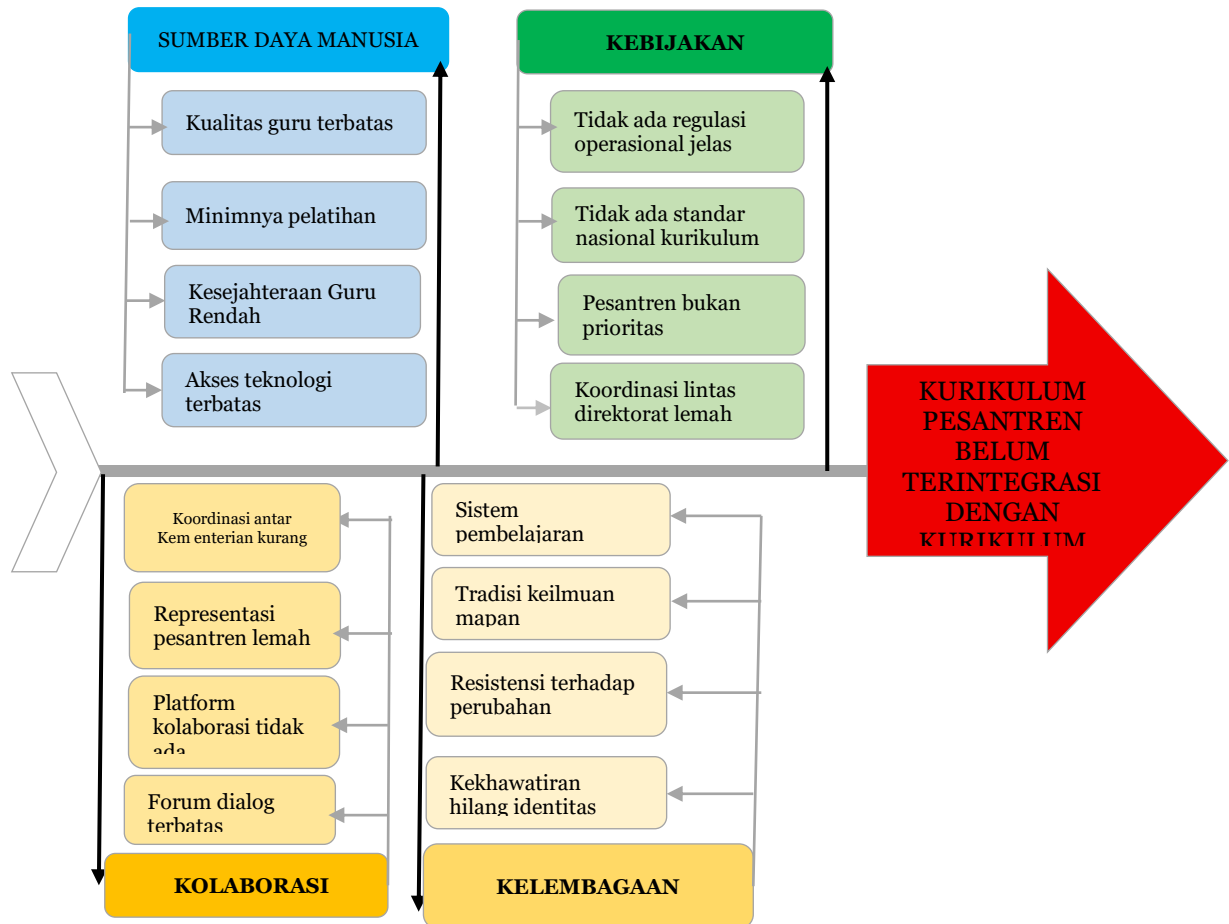 SUMBER DAYA MANUSIA
Kualitas guru terbatas
Minimnya pelatihan
Kesejahteraan Guru
Rendah
Akses teknologi
terbatas
KEBIJAKAN
Tidak ada regulasi
operasional jelas
Tidak ada standar
nasional kurikulum
Pesantren bukan
prioritas
Koordinasi lintas
direktorat lemah
KURIKULUM
PESANTREN
BELUM
TERINTEGRASI
DENGAN
KURIKULUM
Koordinasi antar
Kem enterian kurang
Representasi
pesantren lemah
Platform
kolaborasi tidak
ada
Forum dialog
terbatas
KOLABORASI
Sistem
pembelajaran
Tradisi keilmuan
mapan
Resistensi terhadap
perubahan
Kekhawatiran
hilang identitas
KELEMBAGAAN